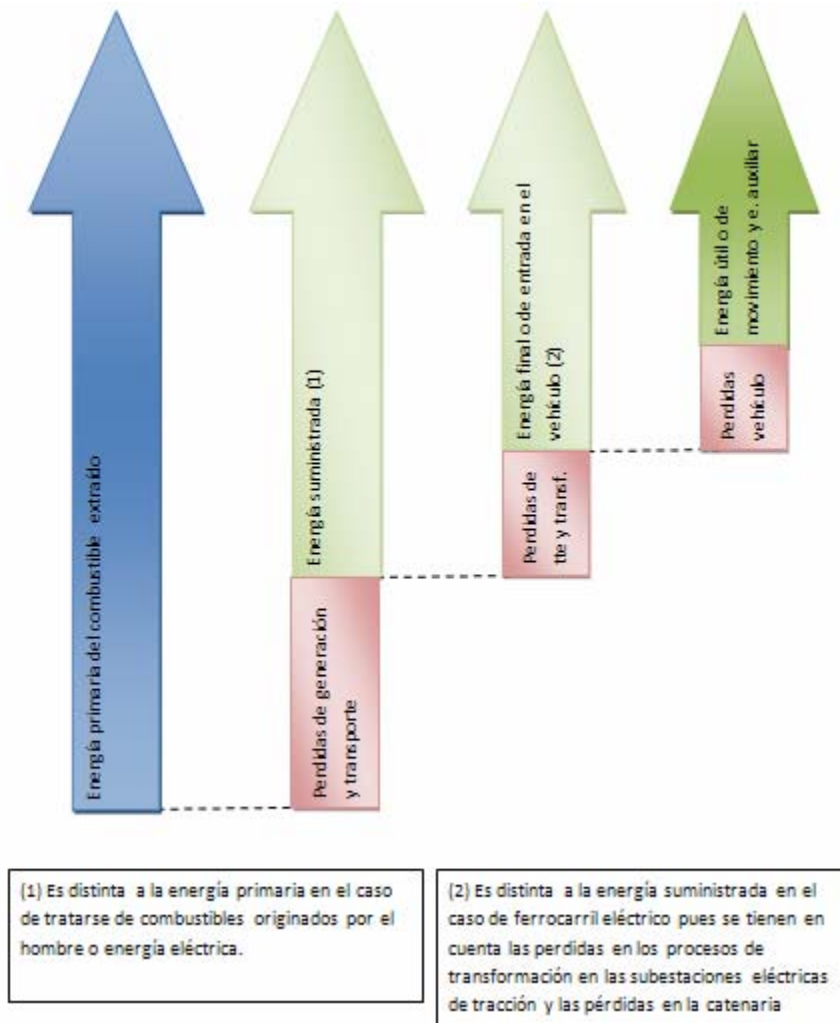 Energía primaria del combustible extraído
Perdidas de generación
y transporte
Energía suministrada (1)
Perdidas de
tte y transf.
Energía final o de entrada en el
vehículo (2)
Perdidas
vehículo
Energía útil o de
movimiento y e. auxiliar
(1) Es distinta a la energía primaria en el caso
de tratarse de combustibles originados por el
hombre o energía eléctrica.
(2) Es distinta a la energía suministrada en el
caso de ferrocarril eléctrico pues se tienen en
cuenta las perdidas en los procesos de
transformación en las subestaciones eléctricas
de tracción y las pérdidas en la catenaria